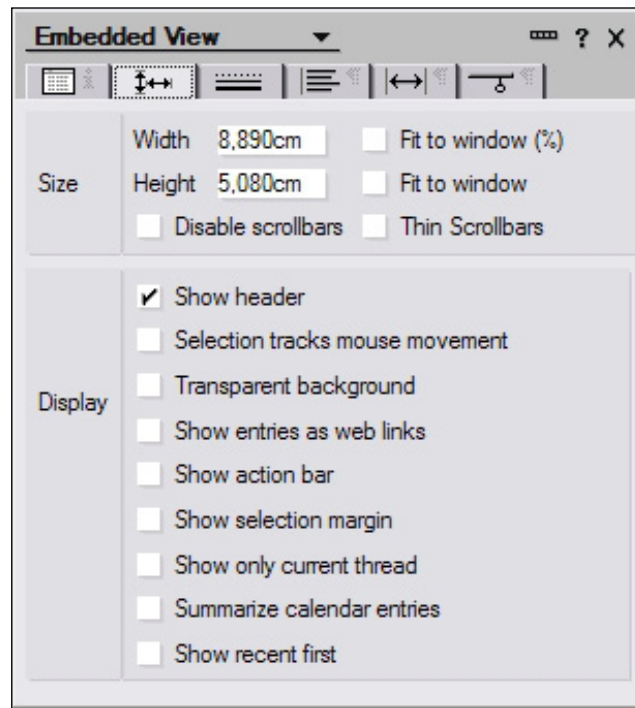 Embedded View ? X
Size
Width 8,890cm Fit to window (%)
Height 5,080cm Fit to window
Disable scrollbars Thin Scrollbars
Display
Show header
Selection tracks mouse movement
Transparent background
Show entries as web links
Show action bar
Show selection margin
Show only current thread
Summarize calendar entries
Show recent first